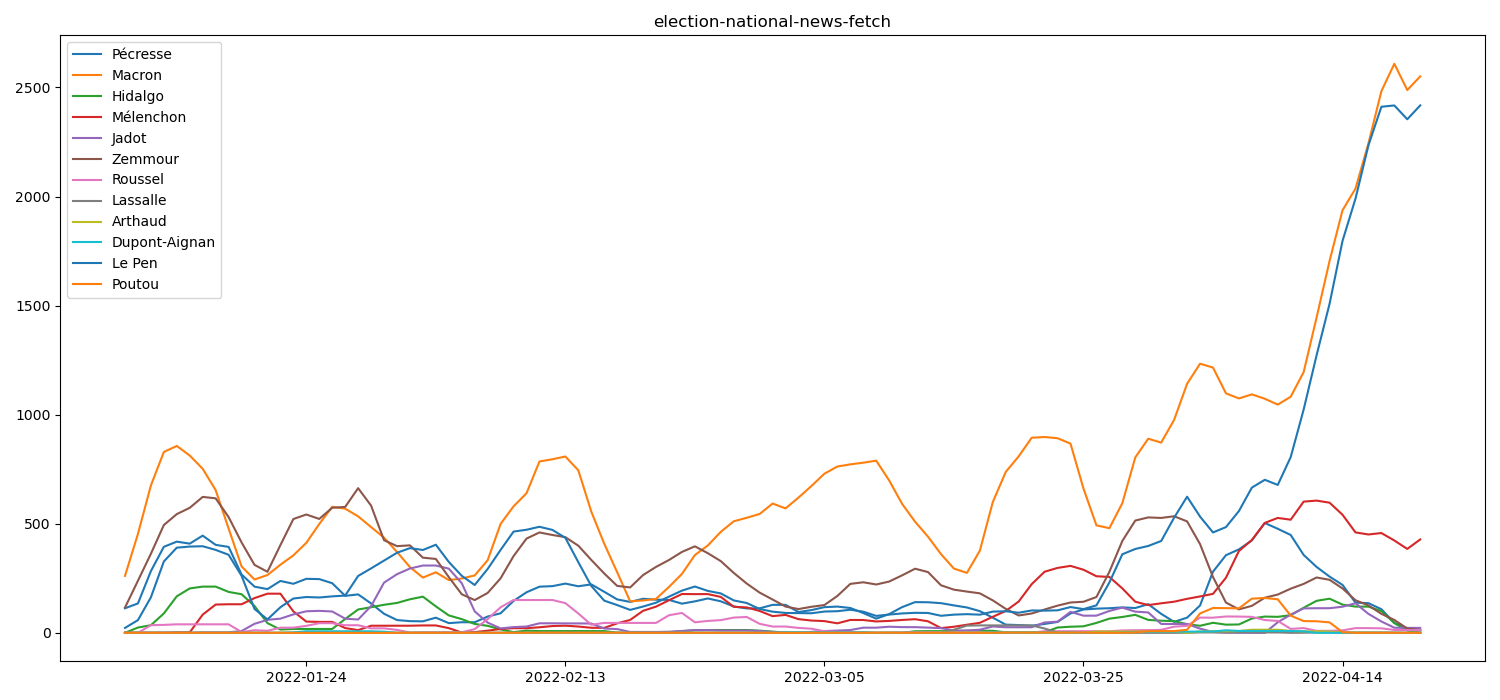 election-national-news-fetch
Pécresse
Macron
Hidalgo
Mélenchon
Jadot
Zemmour
Roussel
Lassalle
Arthaud
Dupont-Aignan
Le Pen
Poutou
2500
2000
1500
1000
500
0
2022-01-24
2022-02-13
2022-03-05
2022-03-25
2022-04-14